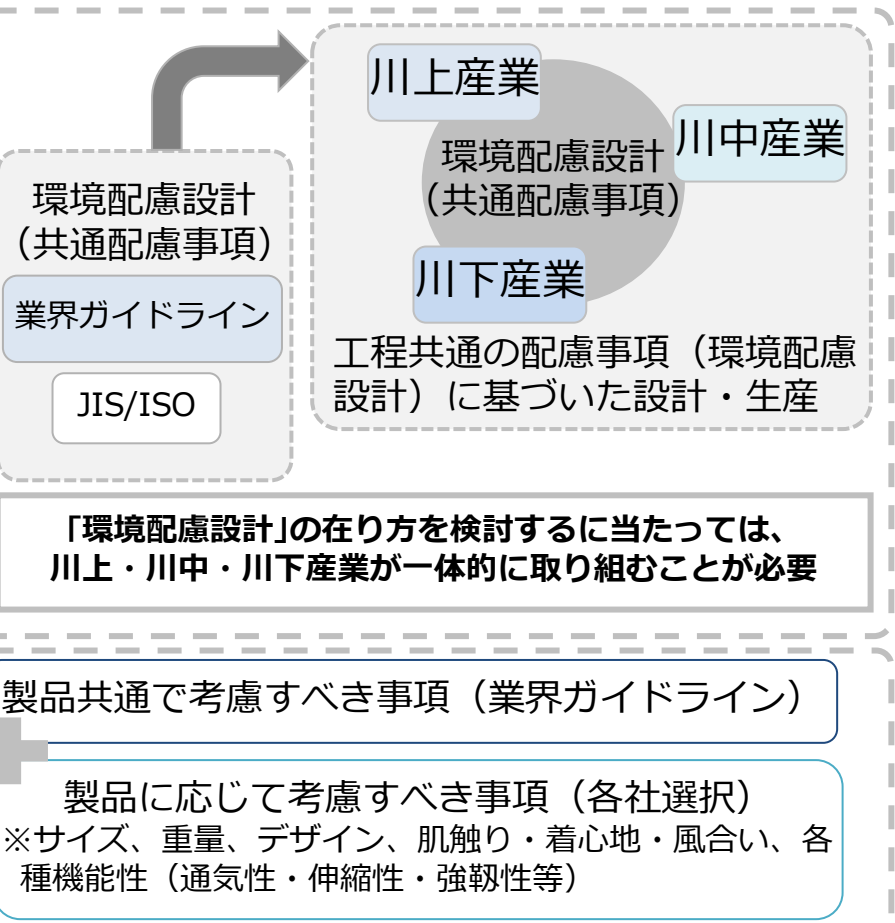 環境配慮設計
（共通配慮事項）
業界ガイドライン
JIS/ISO
川上産業
川中産業
環境配慮設計
（共通配慮事項）
川下産業
工程共通の配慮事項（環境配慮
設計）に基づいた設計・生産
「環境配慮設計」の在り方を検討するに当たっては、
川上・川中・川下産業が一体的に取り組むことが必要
製品共通で考慮すべき事項（業界ガイドライン）
製品に応じて考慮すべき事項（各社選択）
※サイズ、重量、デザイン、肌触り・着心地・風合い、各
種機能性（通気性・伸縮性・強靱性等）